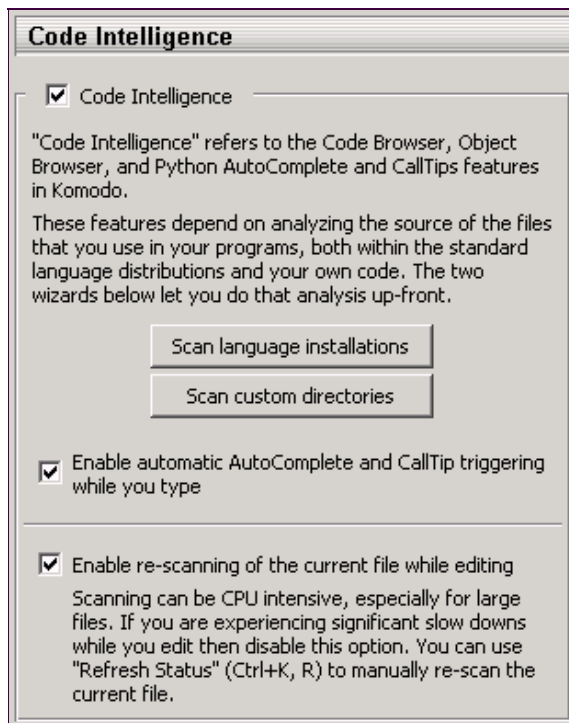 Code Intelligence
Code Intelligence
"Code Intelligence" refers to the Code Browser, Object
Browser, and Python AutoComplete and CallTips features
in Komodo.
These features depend on analyzing the source of the files
that you use in your programs, both within the standard
language distributions and your own code. The two
wizards below let you do that analysis up-front.
Scan language installations
Scan custom directories
Enable automatic AutoComplete and CallTip triggering
while you type
Enable re-scanning of the current file while editing
Scanning can be CPU intensive, especially for large
files. If you are experiencing significant slow downs
while you edit then disable this option. You can use
"Refresh Status" (Ctrl+K, R) to manually re-scan the
current file.